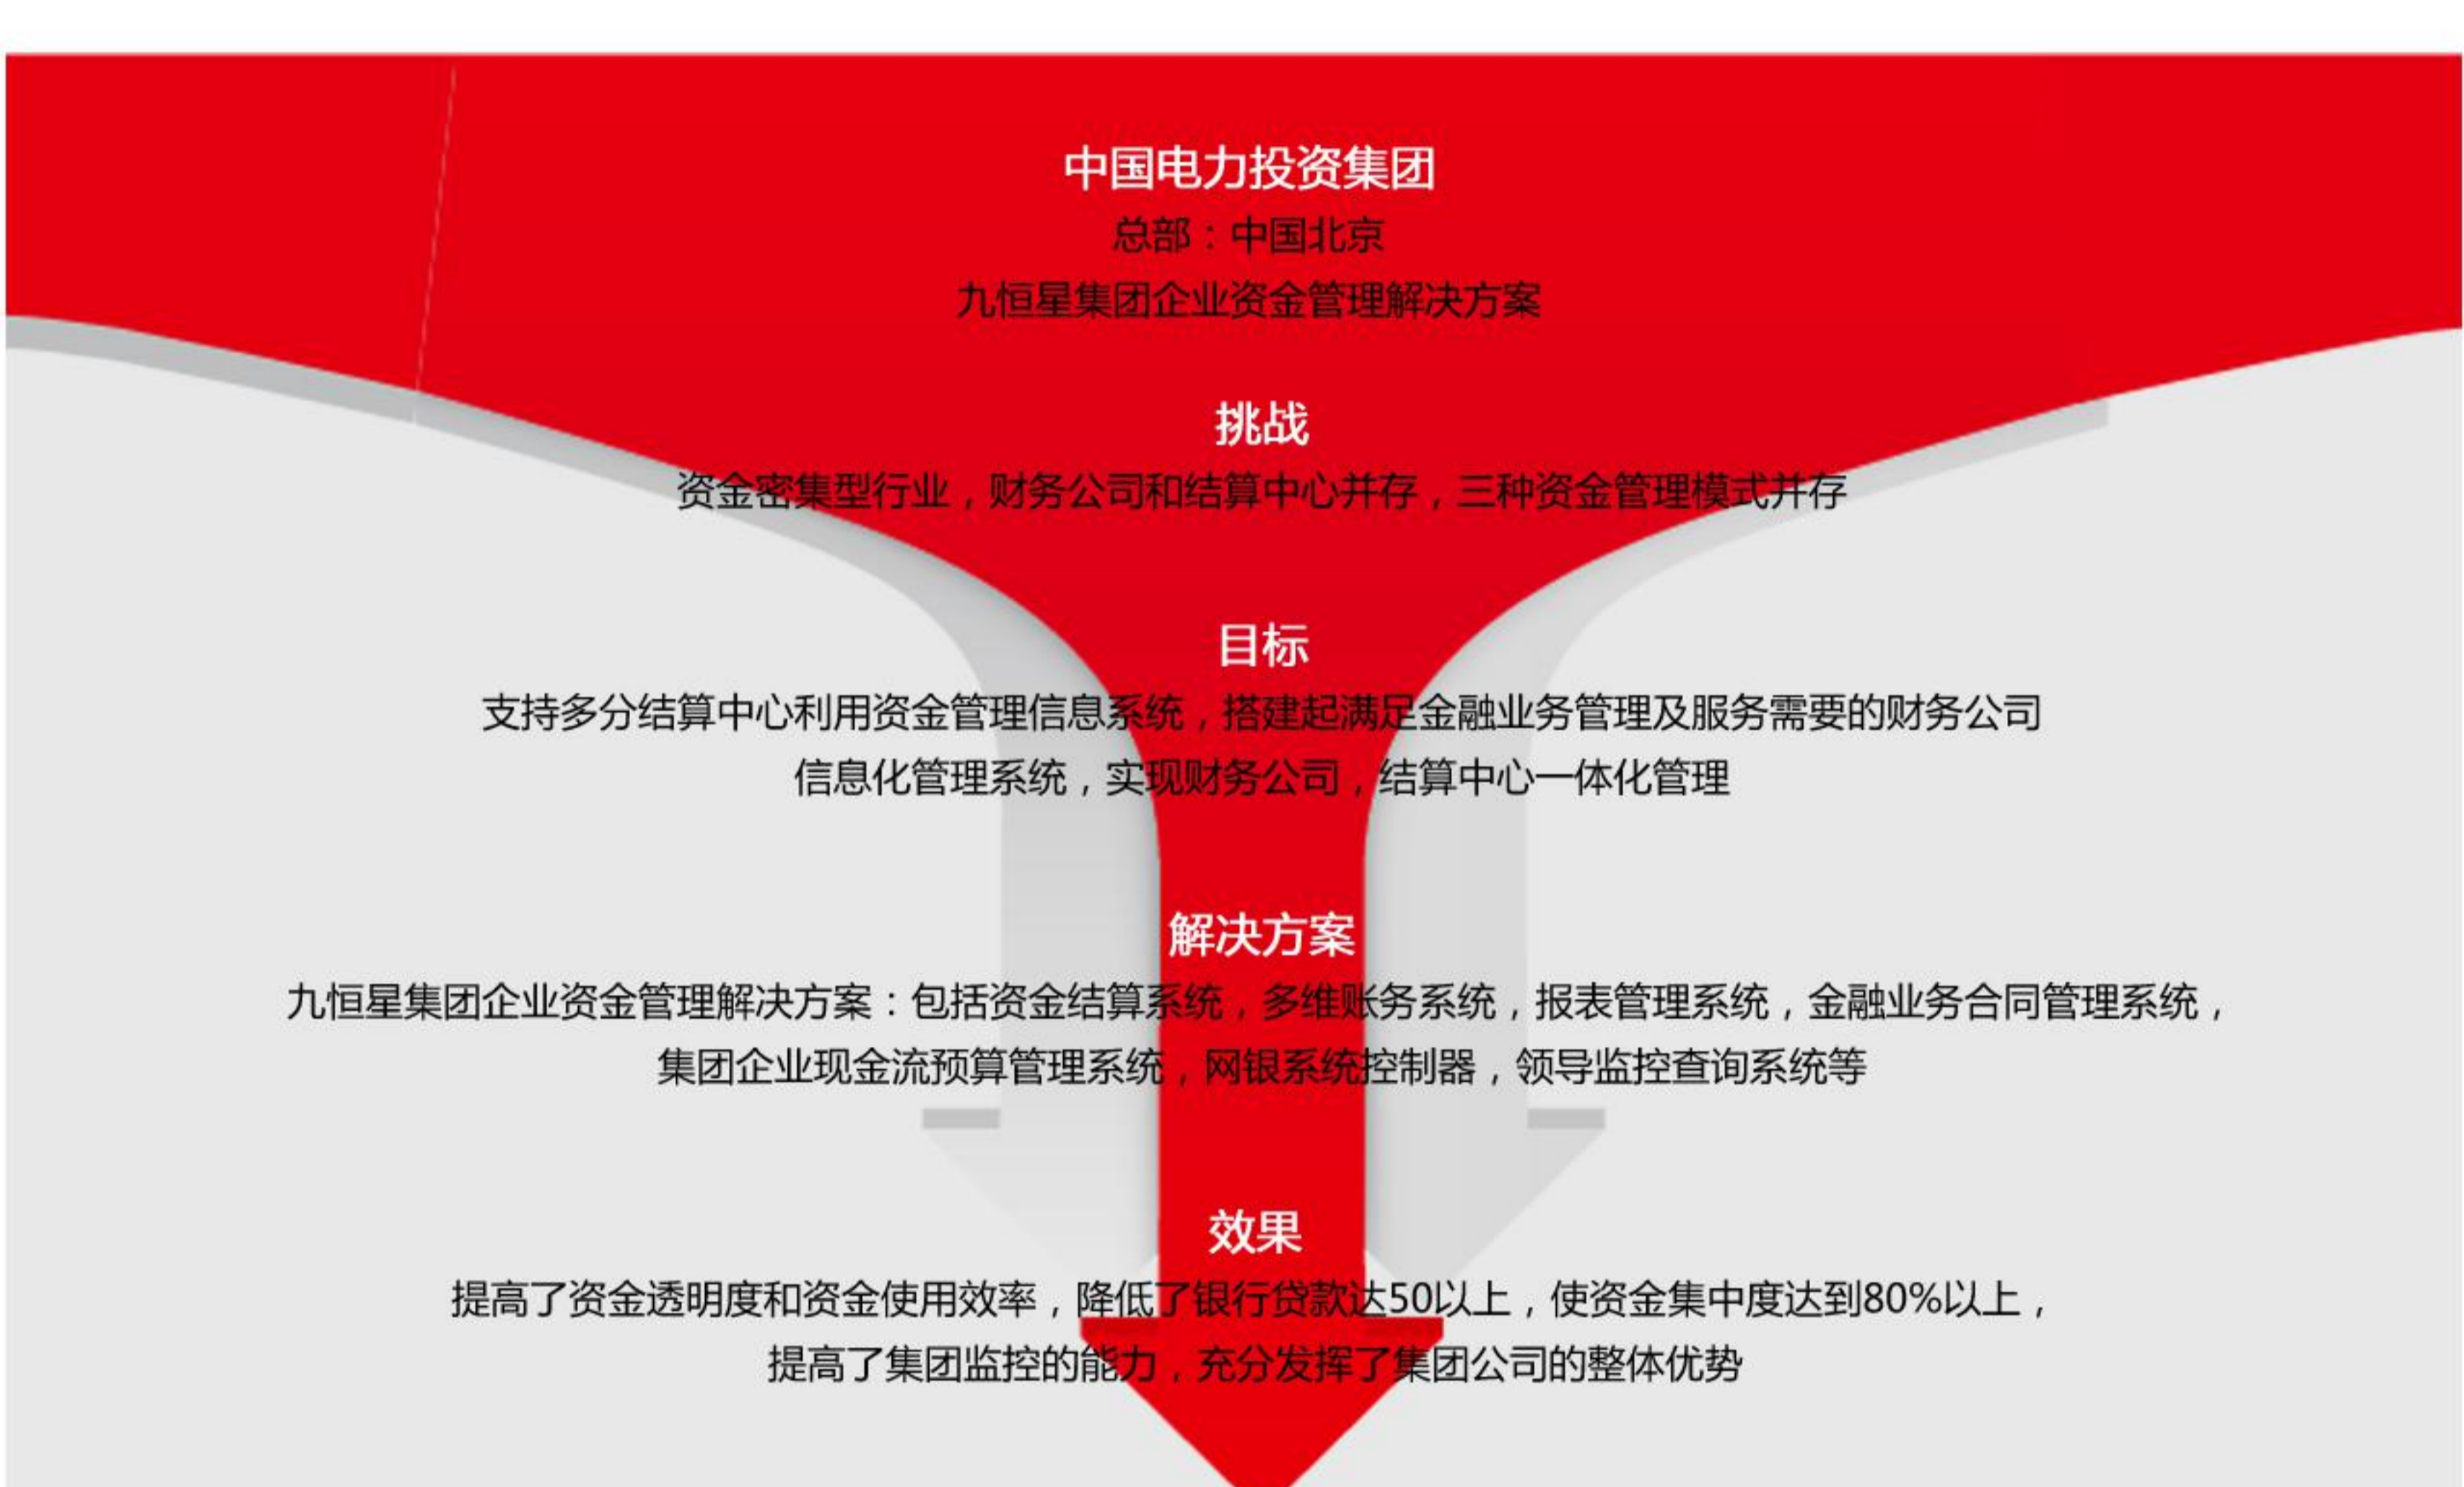 中国电力投资集团
总部：中国北京
九恒星集团企业资金管理解决方案
挑战
资金密集型行业，财务公司和结算中心并存，三种资金管理模式并存
目标
支持多分结算中心利用资金管理信息系统，搭建起满足金融业务管理及服务需要的财务公司
信息化管理系统，实现财务公司，结算中心一体化管理
解决方案
九恒星集团企业资金管理解决方案：包括资金结算系统，多维账务系统，报表管理系统，金融业务合同管理系统，
集团企业现金流预算管理系统，网银系统控制器，领导监控查询系统等
效果
提高了资金透明度和资金使用效率，降低了银行贷款达50以上，使资金集中度达到80%以上，
提高了集团监控的能力，充分发挥了集团公司的整体优势